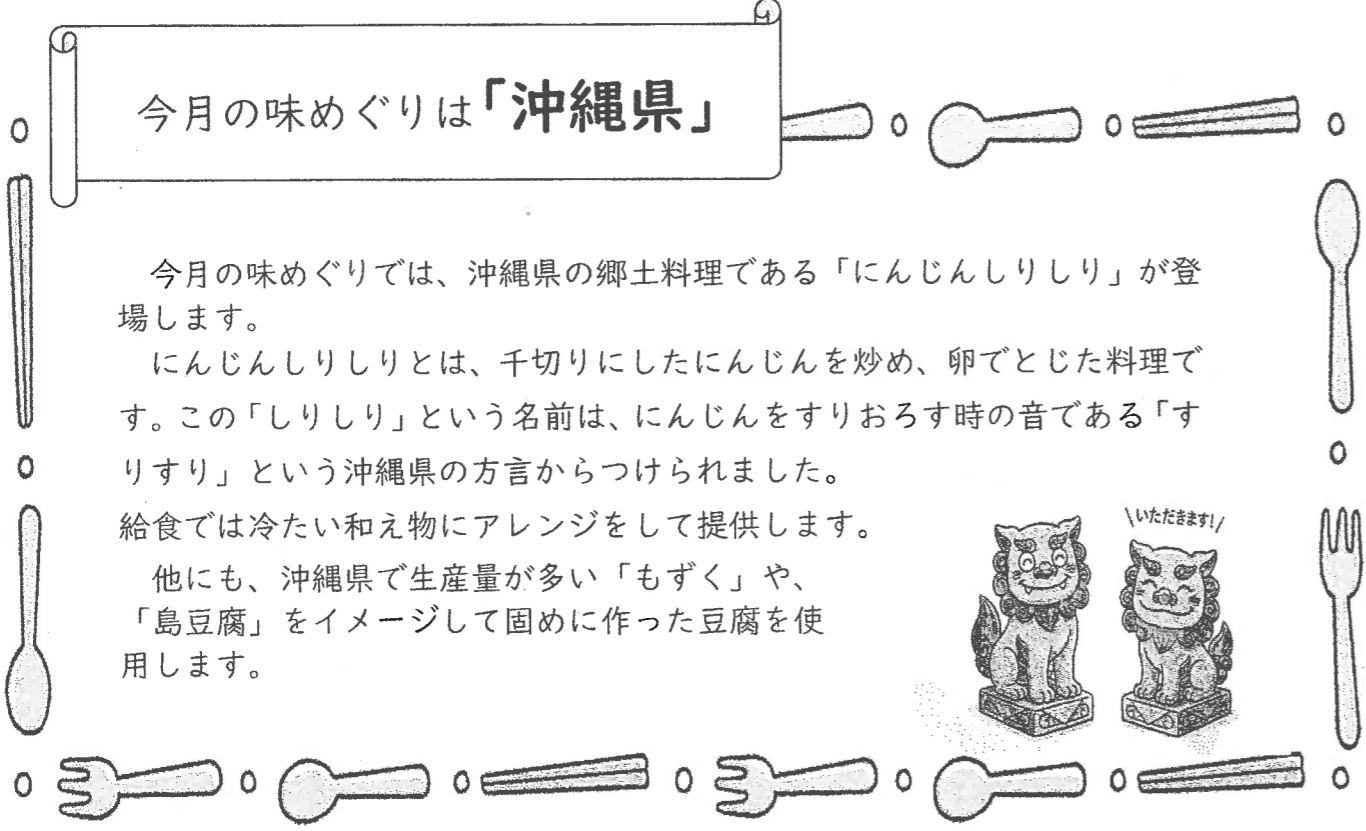 今月の味めぐりは「沖縄県」
今月の味めぐりでは、沖縄県の郷土料理である「にんじんしりしり」が登
場します。
にんじんしりしりとは、千切りにしたにんじんを炒め、卵でとじた料理で
す。この「しりしり」という名前は、にんじんをすりおろす時の音である「す
りすり」という沖縄県の方言からつけられました。
給食では冷たい和え物にアレンジをして提供します。
他にも、沖縄県で生産量が多い「もずく」や、
「島豆腐」をイメージして固めに作った豆腐を使
用します。
\いただきます!/